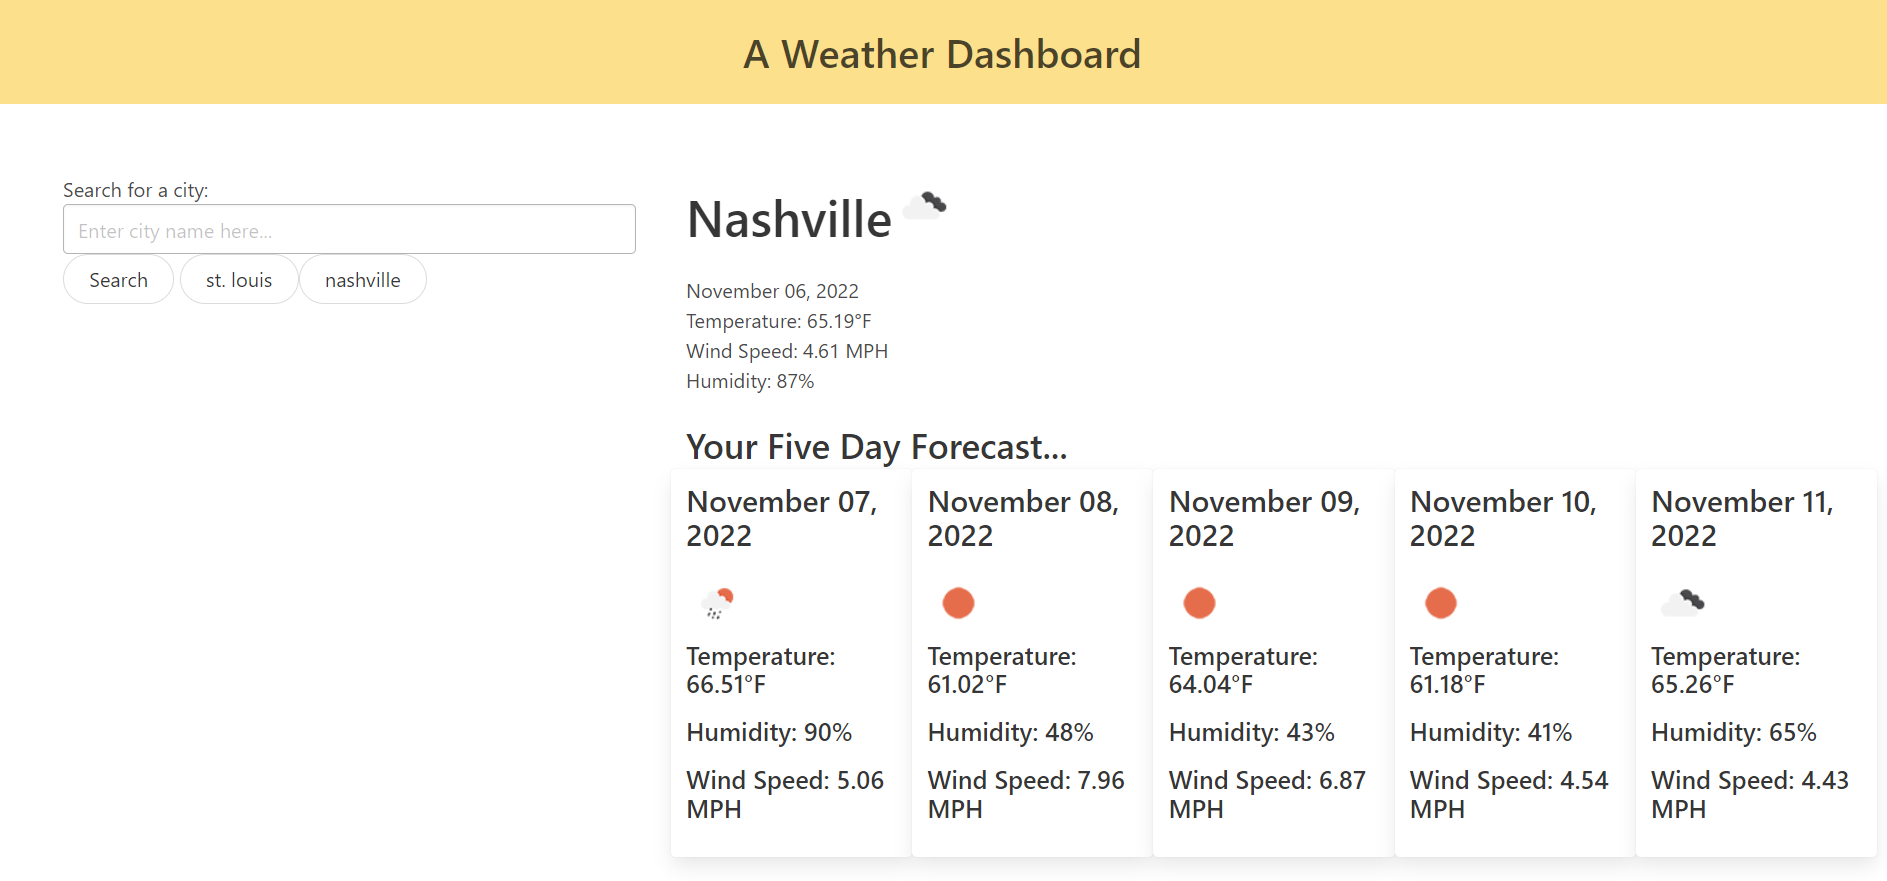 A Weather Dashboard
Search for a city:
Enter city name here...
Search
st. louis
nashville
Nashville
November 06, 2022
Temperature: 65.19°F
Wind Speed: 4.61 MPH
Humidity: 87%
Your Five Day Forecast...
November 07,
2022
Temperature:
66.51°F
Humidity: 90%
Wind Speed: 5.06
MPH
November 08,
2022
Temperature:
61.02°F
Humidity: 48%
Wind Speed: 7.96
MPH
November 09,
2022
Temperature:
64.04°F
Humidity: 43%
Wind Speed: 6.87
MPH
November 10,
2022
Temperature:
61.18°F
Humidity: 41%
Wind Speed: 4.54
MPH
November 11,
2022
Temperature:
65.26°F
Humidity: 65%
Wind Speed: 4.43
MPH